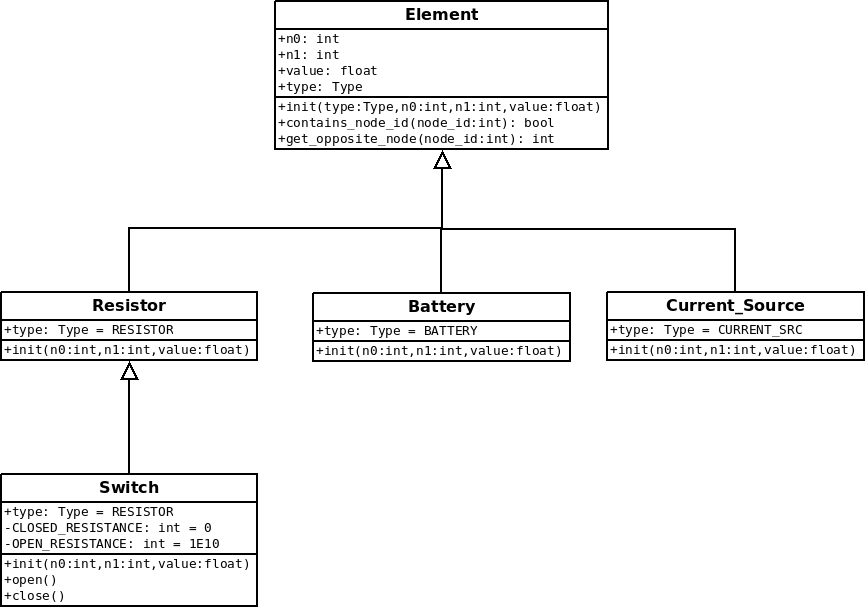 Element
+n0: int
+n1: int
+value: float
+type: Type
+init(type:Type,n0:int,n1:int,value:float)
+contains_node_id(node_id:int): bool
+get_opposite_node(node_id:int): int
Resistor
+type: Type = RESISTOR
+init(n0:int,n1:int,value:float)
Battery
+type: Type = BATTERY
+init(n0:int,n1:int,value:float)
Current_Source
+type: Type = CURRENT_SRC
+init(n0:int,n1:int,value:float)
Switch
+type: Type = RESISTOR
-CLOSED_RESISTANCE: int = 0
-OPEN_RESISTANCE: int = 1E10
+init(n0:int,n1:int,value:float)
+open()
+close()